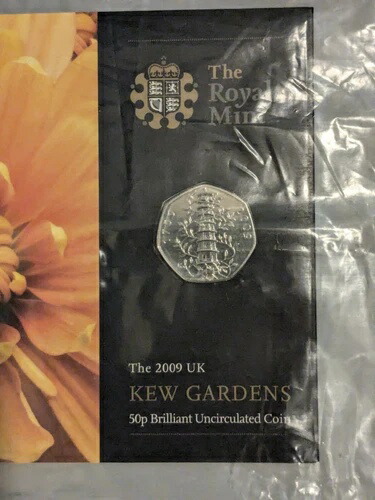 The
Royal
Mint
The 2009 UK
KEW GARDENS
50p Brilliant Uncirculated Coin